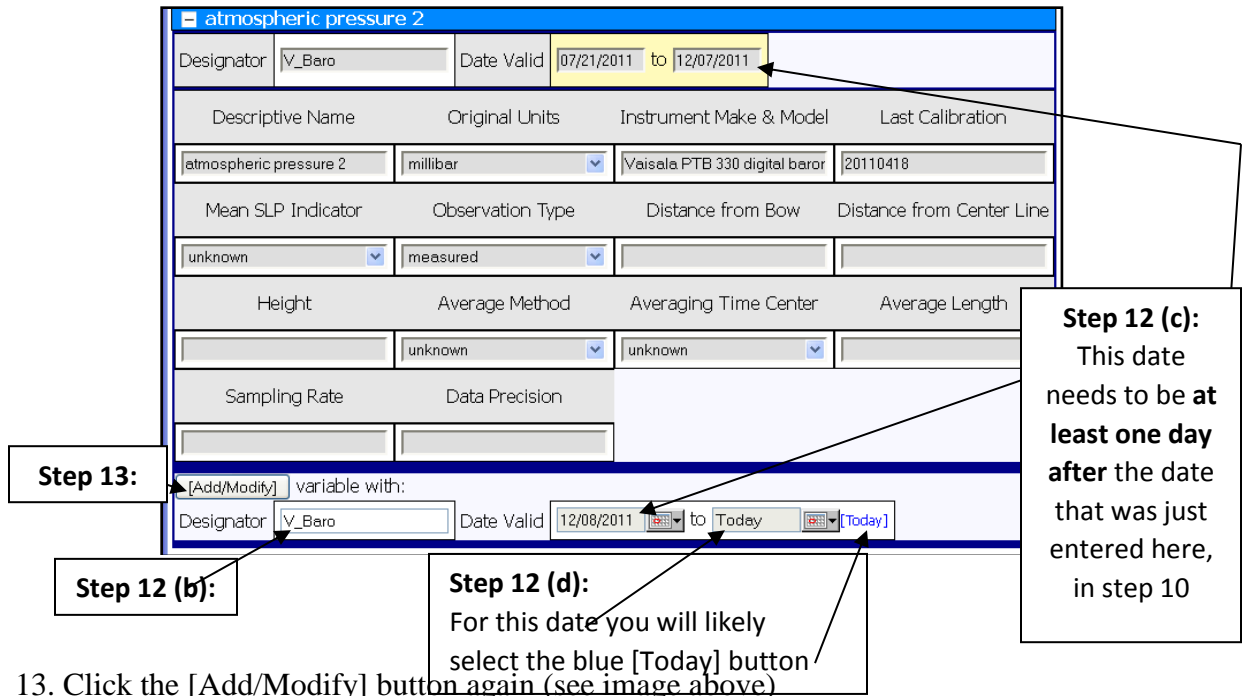 atmospheric pressure 2
Designator V_Baro Date Valid 07/21/2011 to 12/07/2011
Descriptive Name Original Units Instrument Make & Model Last Calibration
atmospheric pressure 2 millibar Vaisala PTB 330 digital baror 20110418
Mean SLP Indicator Observation Type Distance from Bow Distance from Center Line
unknown measured
Height Average Method Averaging Time Center Average Length
unknown unknown
Sampling Rate Data Precision
Step 12 (c):
This date
needs to be at
least one day
after the date
that was just
entered here,
in step 10
Step 13:
[Add/Modify] variable with:
Designator V_Baro Date Valid 12/08/2011 to Today [Today]
Step 12 (b):
Step 12 (d):
For this date you will likely
select the blue [Today] button
13. Click the [Add/Modify] button again (see image above)